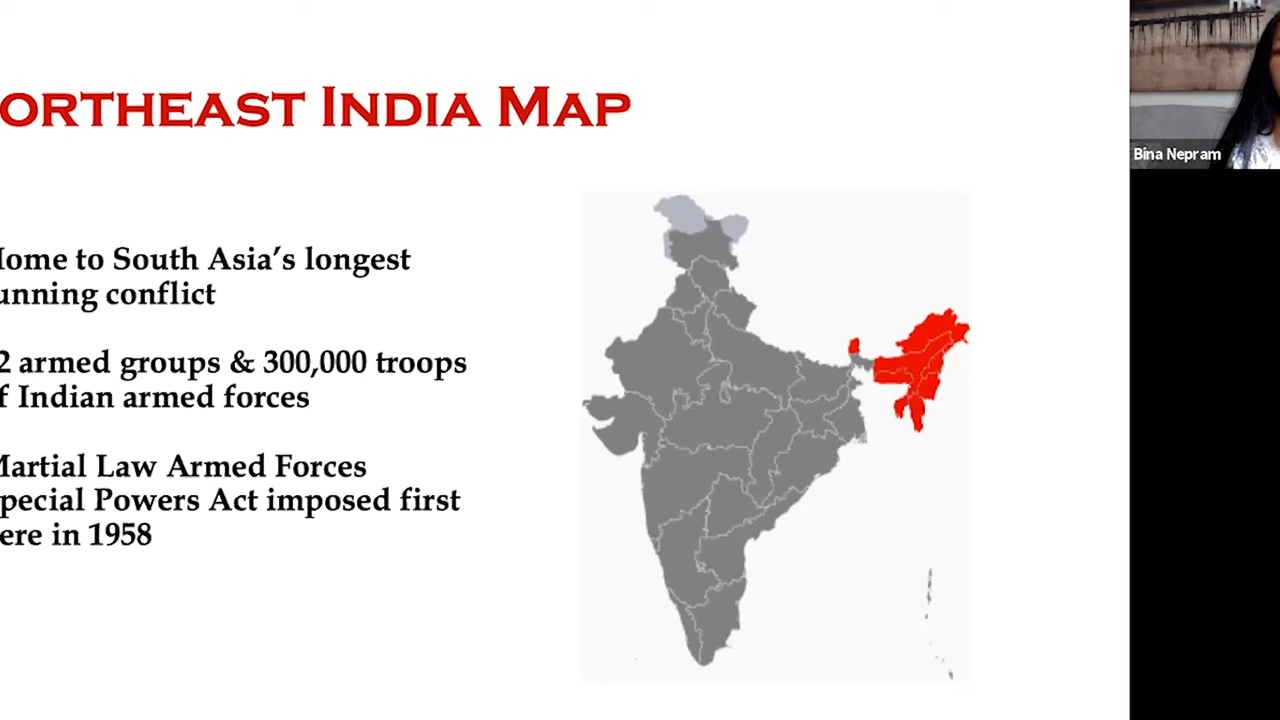 ORTHEAST INDIA MAP
Bina Nepram
ome to South Asia's longest
unning conflict
2 armed groups & 300,000 troops
f Indian armed forces
Martial Law Armed Forces
pecial Powers Act imposed first
ere in 1958